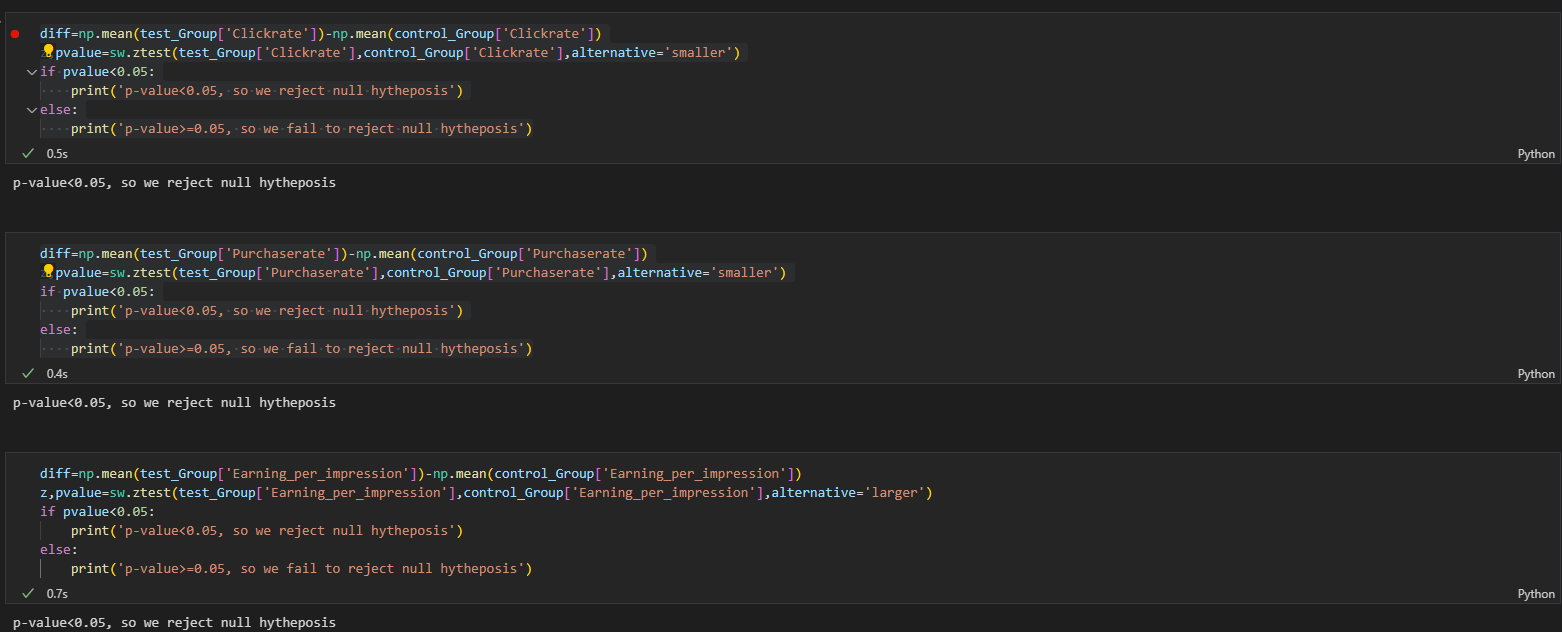 diff=np.mean(test_Group['Clickrate'])-np.mean(control_Group['Clickrate'])
pvalue=sw.ztest(test_Group['Clickrate'],control_Group['Clickrate'],alternative='smaller')
if pvalue<0.05:
    print('p-value<0.05, so we reject null hytheposis')
else:
    print('p-value>=0.05, so we fail to reject null hytheposis')
0.5s Python
p-value<0.05, so we reject null hytheposis
diff=np.mean(test_Group['Purchaserate'])-np.mean(control_Group['Purchaserate'])
pvalue=sw.ztest(test_Group['Purchaserate'],control_Group['Purchaserate'],alternative='smaller')
if pvalue<0.05:
    print('p-value<0.05, so we reject null hytheposis')
else:
    print('p-value>=0.05, so we fail to reject null hytheposis')
0.4s Python
p-value<0.05, so we reject null hytheposis
diff=np.mean(test_Group['Earning_per_impression'])-np.mean(control_Group['Earning_per_impression'])
z,pvalue=sw.ztest(test_Group['Earning_per_impression'],control_Group['Earning_per_impression'],alternative='larger')
if pvalue<0.05:
    print('p-value<0.05, so we reject null hytheposis')
else:
    print('p-value>=0.05, so we fail to reject null hytheposis')
0.7s Python
p-value<0.05, so we reject null hytheposis